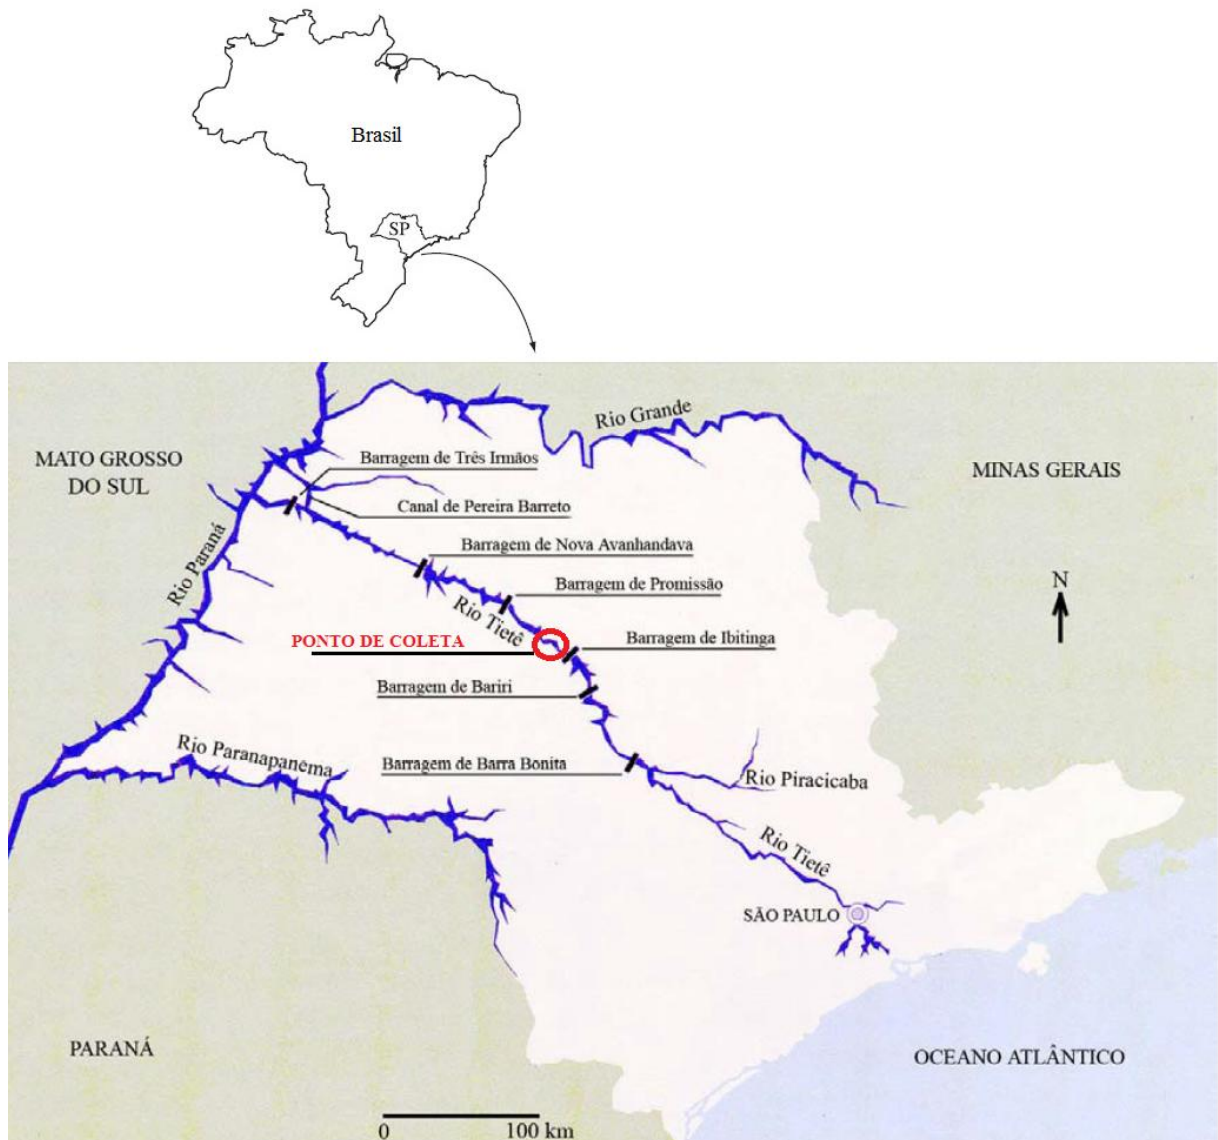 Brasil
SP
Rio Grande
MATO GROSSO
DO SUL
Barragem de Três Irmãos
MINAS GERAIS
Canal de Pereira Barreto
Rio Paraná
Barragem de Nova Avanhandava
Barragem de Promissão
N
Rio Tietê
PONTO DE COLETA
Barragem de Ibitinga
Barragem de Bariri
Rio Paranapanema
Barragem de Barra Bonita
Rio Piracicaba
Rio Tietê
SÃO PAULO
PARANÁ
OCEANO ATLÂNTICO
0 100 km